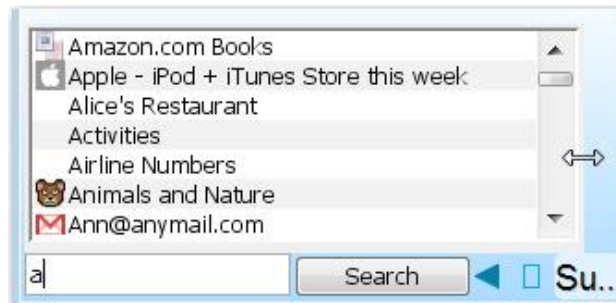 Amazon.com Books
Apple - iPod + iTunes Store this week
Alice's Restaurant
Activities
Airline Numbers
Animals and Nature
Ann@anymail.com
a
Search
Su..